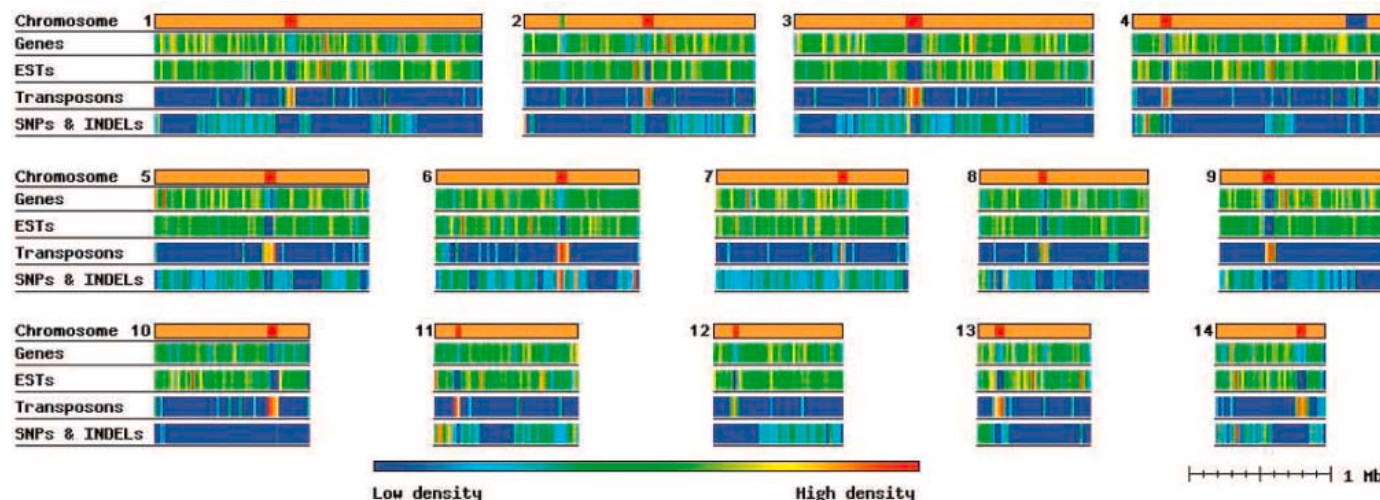 Chromosome 1 2 3 4
Genes
ESTs
Transposons
SNPs & INDELs
Chromosome 5 6 7 8 9
Genes
ESTs
Transposons
SNPs & INDELs
Chromosome 10 11 12 13 14
Genes
ESTs
Transposons
SNPs & INDELs
Low density High density 1 Mb